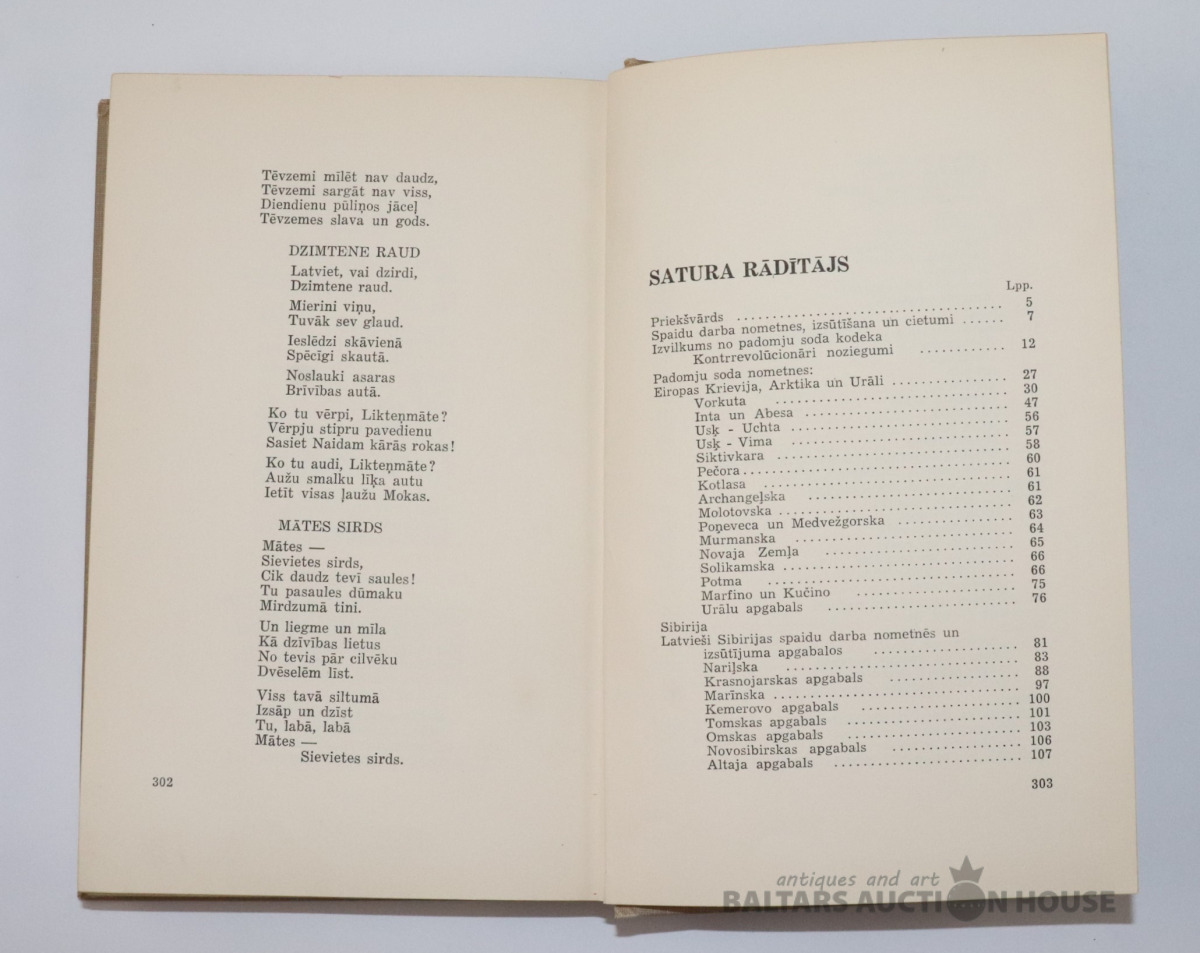 Tēvzemi mīlēt nav daudz,
Tēvzemi sargāt nav viss,
Diendienu pūliņos jāceļ
Tēvzemes slava un gods.
DZIMTENE RAUD
Latviet, vai dzirdi,
Dzimtene raud.
Mierini viņu,
Tuvāk sev glaud.
Ieslēdzi skāvienā
Spēcīgi skautā.
Noslauki asaras
Brīvības autā.
Ko tu vērpi, Likteņmāte?
Vērpju stipru pavedienu
Sasiet Naidam kārās rokas!
Ko tu audi, Likteņmāte?
Aužu smalku līķa autu
Ietīt visas ļaužu Mokas.
MĀTES SIRDS
Mātes —
Sievietes sirds,
Cik daudz tevī saules!
Tu pasaules dūmaku
Mirdzumā tini.
Un liegme un mīla
Kā dzīvības lietus
No tevis pār cilvēku
Dvēselēm līst.
Viss tavā siltumā
Izsāp un dzīst
Tu, labā, labā
Mātes —
Sievietes sirds.
302
SATURA RĀDĪTĀJS
Lpp.
Priekšvārds .................................... 5
Spaidu darba nometnes, izsūtīšana un cietumi ...... 7
Izvilkums no padomju soda kodeka
Kontrrevolūcionāri noziegumi ............ 12
Padomju soda nometnes:
Eiropas Krievija, Arktika un Urāli ................ 27
Vorkuta ................................ 30
Inta un Abesa ............................ 47
Usķ - Uchta .............................. 56
Usķ - Vima .............................. 57
Siktivkara .............................. 58
Pečora .................................. 60
Kotlasa ................................ 61
Archangeļska .......................... 61
Molotovska .............................. 62
Poņeveca un Medvežgorska .............. 63
Murmanska ............................ 64
Novaja Zemļa .......................... 65
Solikamska .............................. 66
Potma .................................. 66
Marfino un Kučino ...................... 75
Urālu apgabals .......................... 76
Sibirija
Latvieši Sibirijas spaidu darba nometnēs un
izsūtījuma apgabalos .................... 81
Nariļska ................................ 83
Krasnojarskas apgabals .................. 88
Marīnska ................................ 97
Kemerovo apgabals ...................... 100
Tomskas apgabals ...................... 101
Omskas apgabals ........................ 103
Novosibirskas apgabals .................. 106
Altaja apgabals .......................... 107
303
antiques and art
BALTARS AUCTION HOUSE